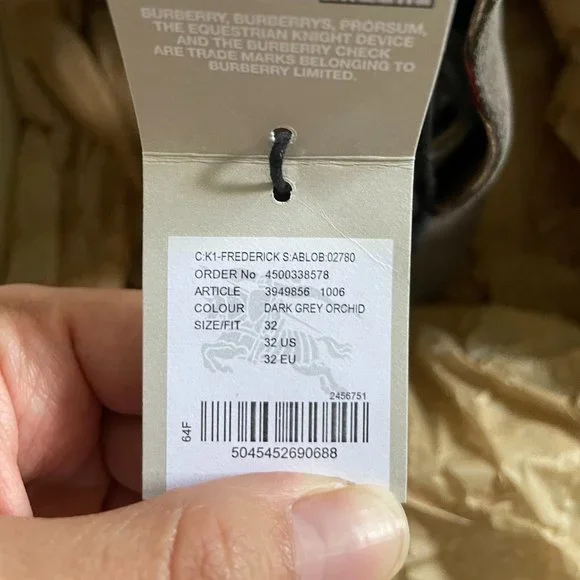 BURBERRY, BURBERRYS, PRORSUM,
THE EQUESTRIAN KNIGHT DEVICE
AND THE BURBERRY CHECK
ARE TRADE MARKS BELONGING TO
BURBERRY LIMITED.
C:K1-FREDERICK S:ABLOB:02780
ORDER No 4500338578
ARTICLE 3949856 1006
COLOUR DARK GREY ORCHID
SIZE/FIT 32
32 US
32 EU
2456751
64F
5045452690688